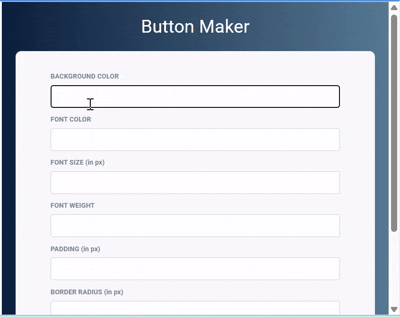 Button Maker
BACKGROUND COLOR
FONT COLOR
FONT SIZE (in px)
FONT WEIGHT
PADDING (in px)
BORDER RADIUS (in px)